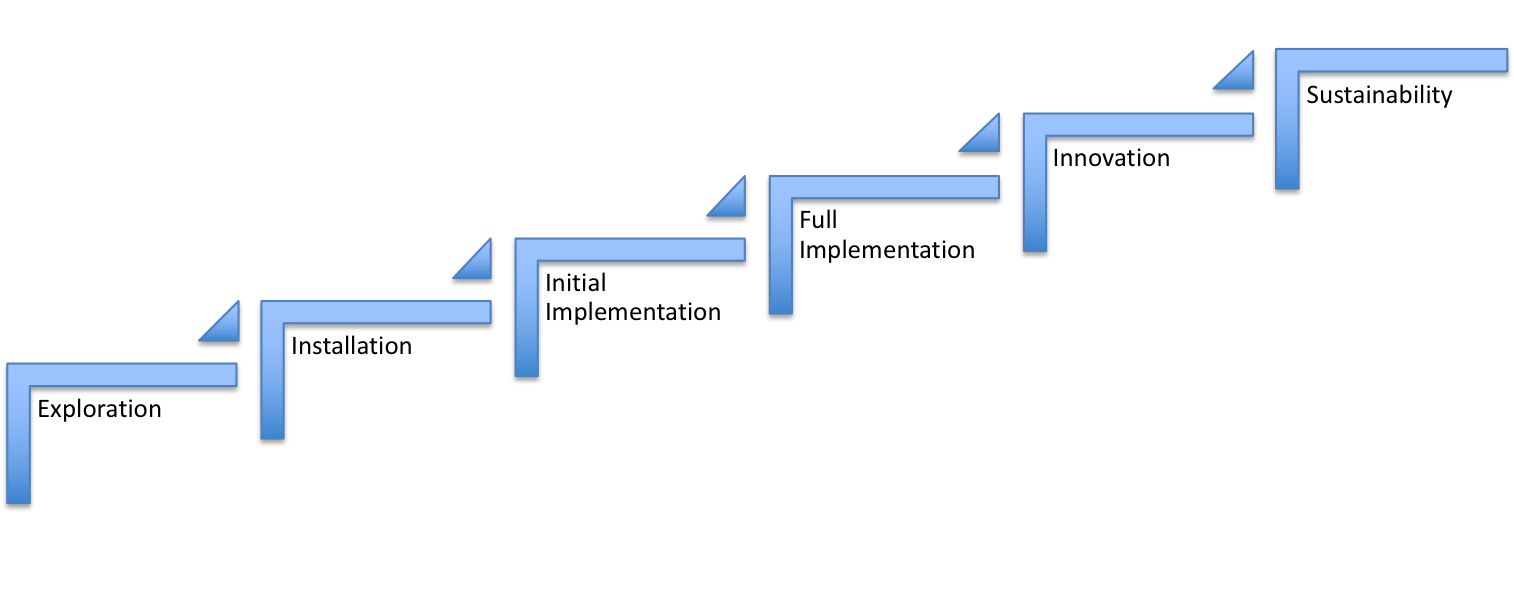 Exploration
Installation
Initial
Implementation
Full
Implementation
Innovation
Sustainability